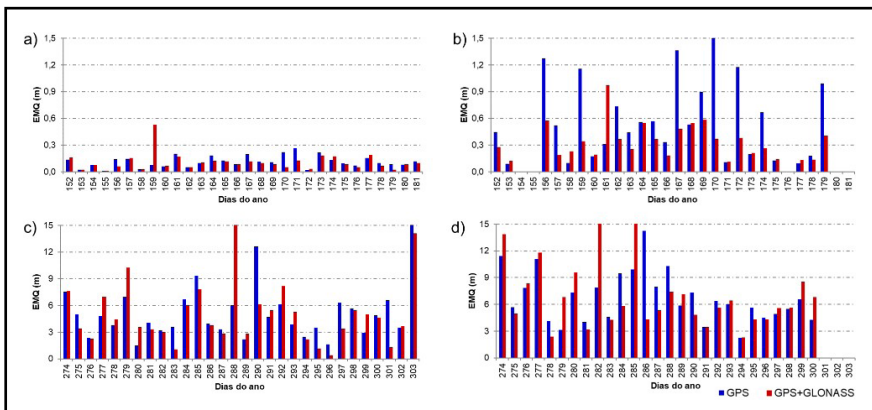 a)
EMQ (m)
1,5
1,2
0,9
0,6
0,3
0,0
152 153 154 155 156 157 158 159 160 161 162 163 164 165 166 167 168 169 170 171 172 173 174 175 176 177 178 179 180 181
Dias do ano
b)
EMQ (m)
1,5
1,2
0,9
0,6
0,3
0,0
152 153 154 155 156 157 158 159 160 161 162 163 164 165 166 167 168 169 170 171 172 173 174 175 176 177 178 179 180 181
Dias do ano
c)
EMQ (m)
15
12
9
6
3
0
274 275 276 277 278 279 280 281 282 283 284 285 286 287 288 289 290 291 292 293 294 295 296 297 298 299 300 301 302 303
Dias do ano
d)
EMQ (m)
15
12
9
6
3
0
274 275 276 277 278 279 280 281 282 283 284 285 286 287 288 289 290 291 292 293 294 295 296 297 298 299 300 301 302 303
Dias do ano
GPS GPS+GLONASS